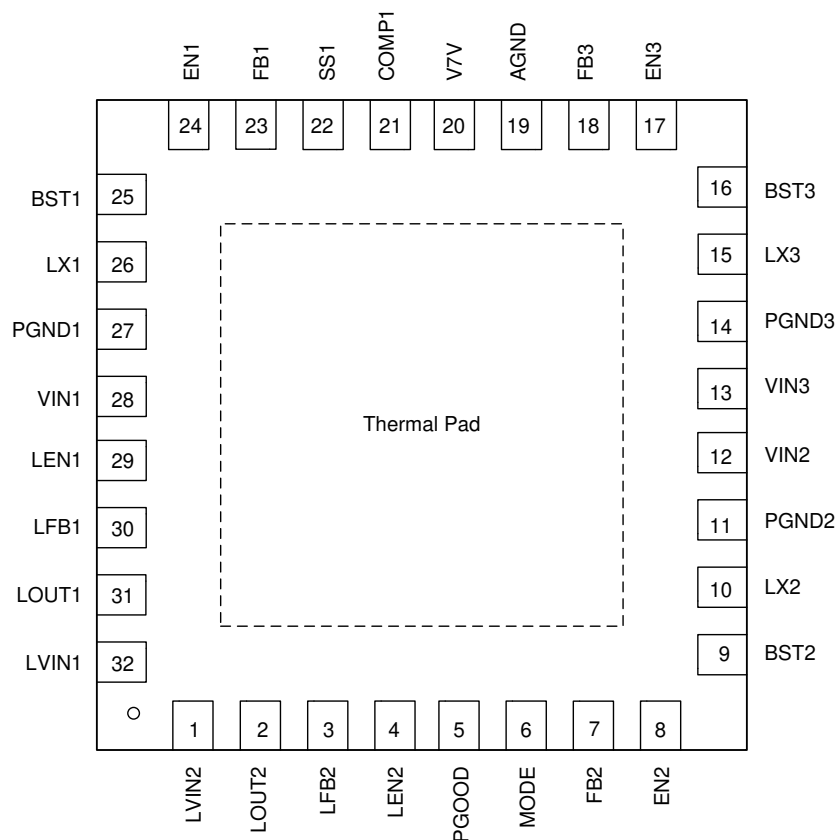 EN1 FB1 SS1 COMP1 V7V AGND FB3 EN3
24 23 22 21 20 19 18 17
BST1 25
LX1 26
PGND1 27
VIN1 28
LEN1 29
LFB1 30
LOUT1 31
LVIN1 32
Thermal Pad
16 BST3
15 LX3
14 PGND3
13 VIN3
12 VIN2
11 PGND2
10 LX2
9 BST2
1 2 3 4 5 6 7 8
LVIN2 LOUT2 LFB2 LEN2 PGOOD MODE FB2 EN2